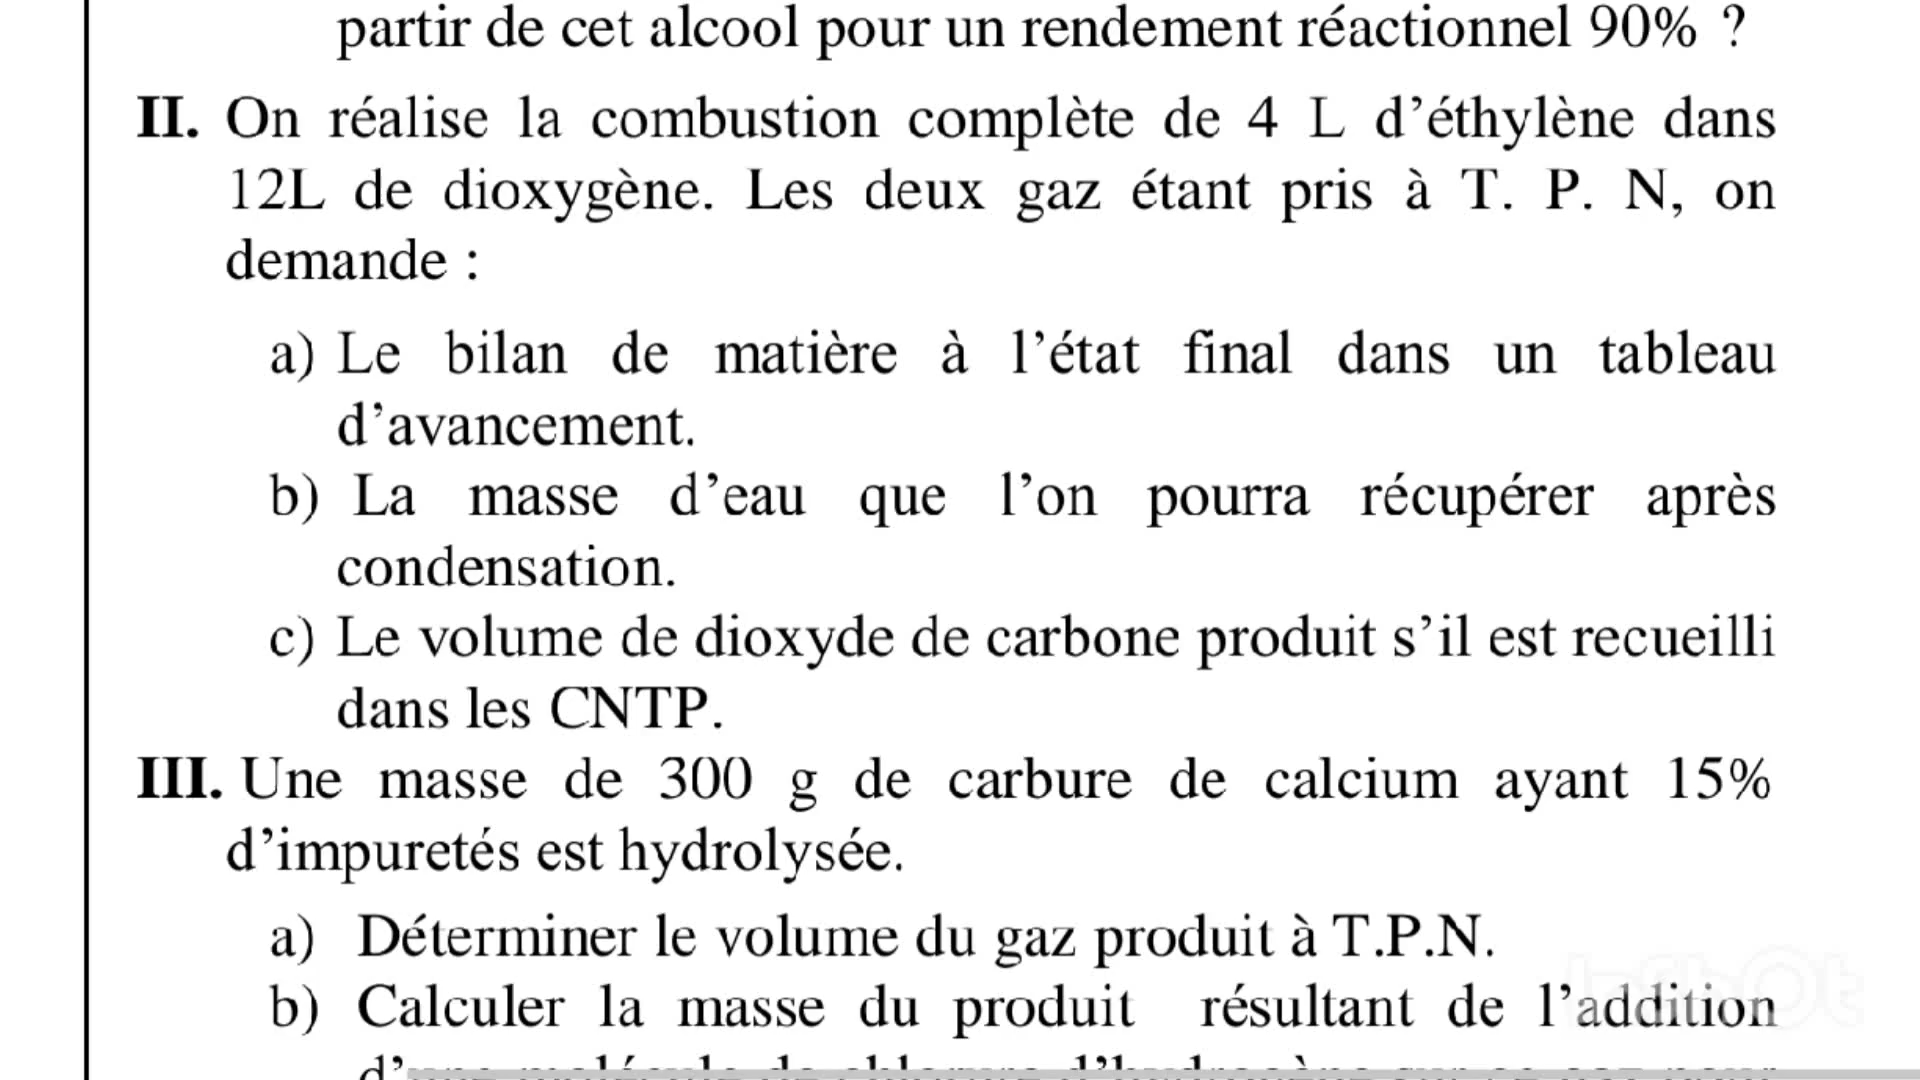 partir de cet alcool pour un rendement réactionnel 90% ?
II. On réalise la combustion complète de 4 L d’éthylène dans
12L de dioxygène. Les deux gaz étant pris à T. P. N, on
demande :
a) Le bilan de matière à l’état final dans un tableau
d’avancement.
b) La masse d’eau que l’on pourra récupérer après
condensation.
c) Le volume de dioxyde de carbone produit s’il est recueilli
dans les CNTP.
III. Une masse de 300 g de carbure de calcium ayant 15%
d’impuretés est hydrolysée.
a) Déterminer le volume du gaz produit à T.P.N.
b) Calculer la masse du produit résultant de l’addition